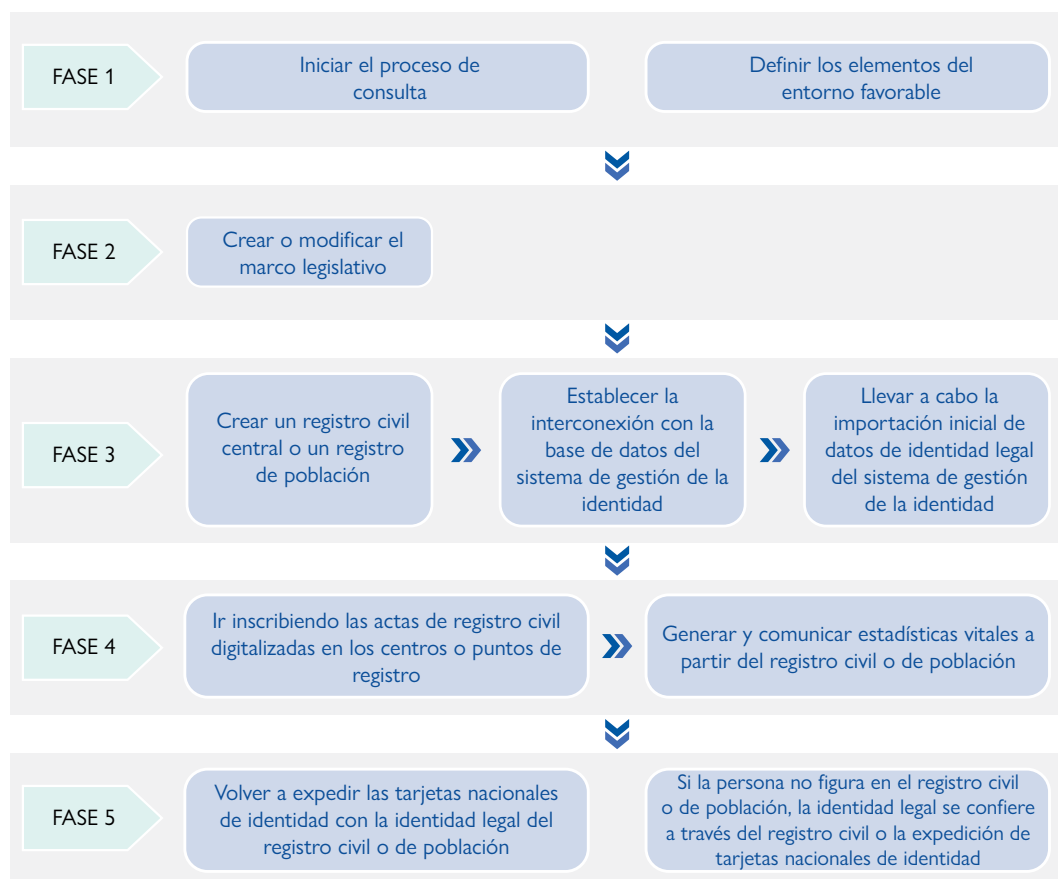 FASE 1
Iniciar el proceso de
consulta
Definir los elementos del
entorno favorable
FASE 2
Crear o modificar el
marco legislativo
FASE 3
Crear un registro civil
central o un registro
de población
Establecer la
interconexión con la
base de datos del
sistema de gestión de la
identidad
Llevar a cabo la
importación inicial de
datos de identidad legal
del sistema de gestión
de la identidad
FASE 4
Ir inscribiendo las actas de registro civil
digitalizadas en los centros o puntos de
registro
Generar y comunicar estadísticas vitales a
partir del registro civil o de población
FASE 5
Volver a expedir las tarjetas nacionales
de identidad con la identidad legal del
registro civil o de población
Si la persona no figura en el registro civil
o de población, la identidad legal se confiere
a través del registro civil o la expedición de
tarjetas nacionales de identidad